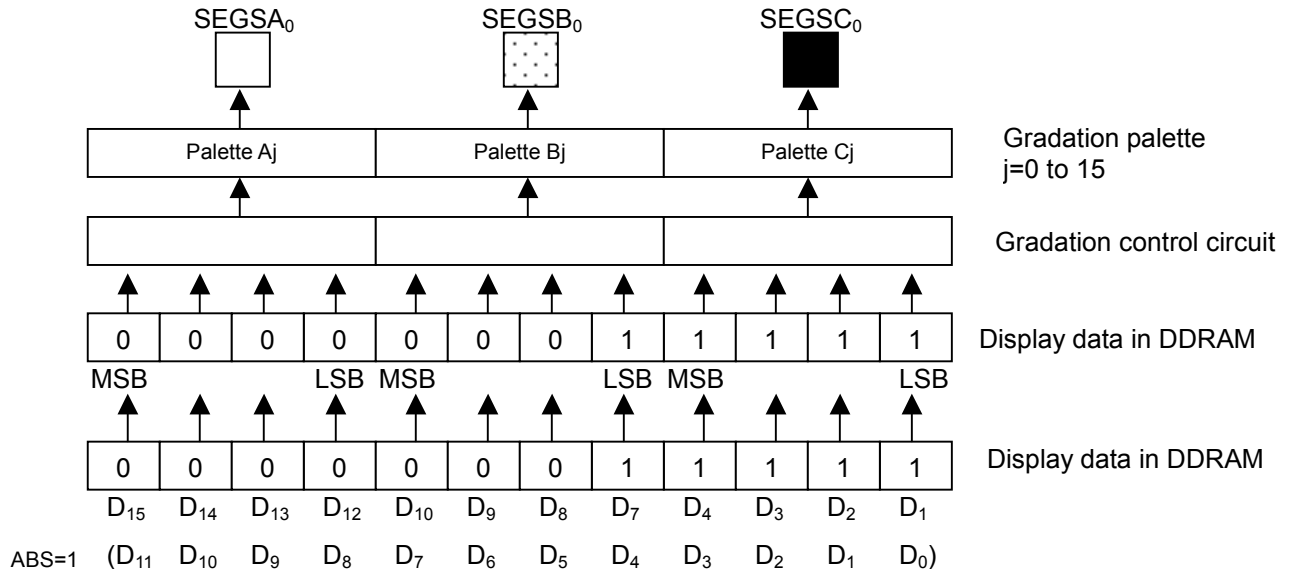 SEGSA₀ SEGSB₀ SEGSC₀
Palette Aj Palette Bj Palette Cj Gradation palette
j=0 to 15
Gradation control circuit
0 0 0 0 0 0 0 1 1 1 1 1 Display data in DDRAM
MSB LSB MSB LSB MSB LSB
0 0 0 0 0 0 0 1 1 1 1 1 Display data in DDRAM
D₁₅ D₁₄ D₁₃ D₁₂ D₁₀ D₉ D₈ D₇ D₄ D₃ D₂ D₁
ABS=1 (D₁₁ D₁₀ D₉ D₈ D₇ D₆ D₅ D₄ D₃ D₂ D₁ D₀)